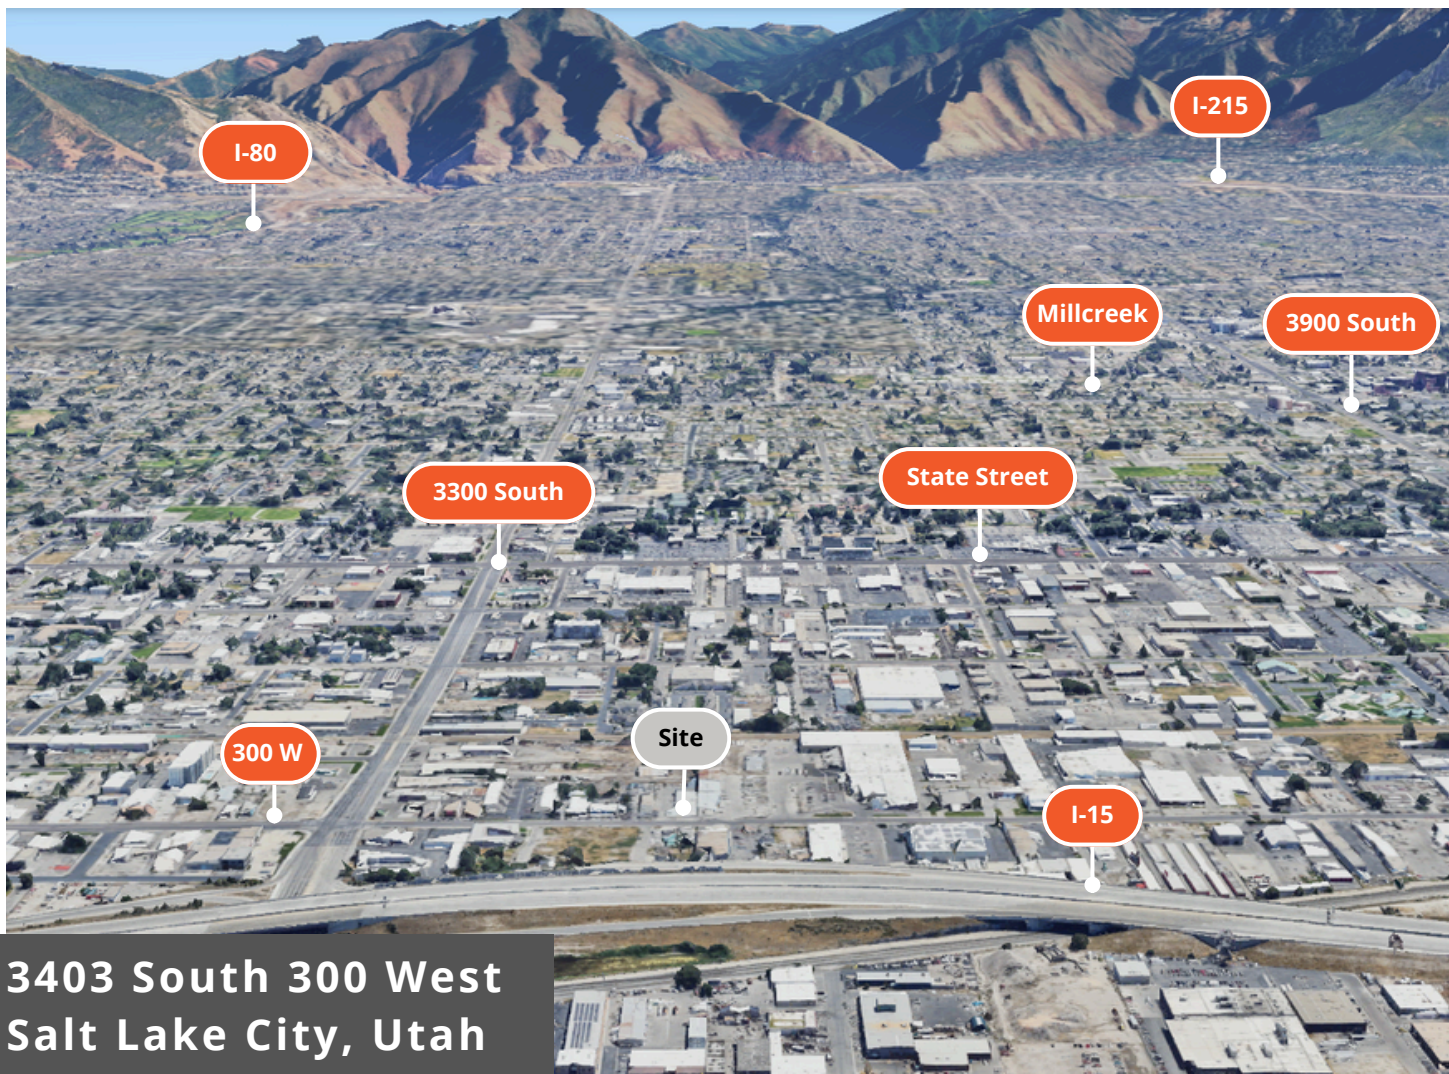 I-215
I-80
Millcreek
3900 South
State Street
3300 South
Site
300 W
I-15
3403 South 300 West
Salt Lake City, Utah